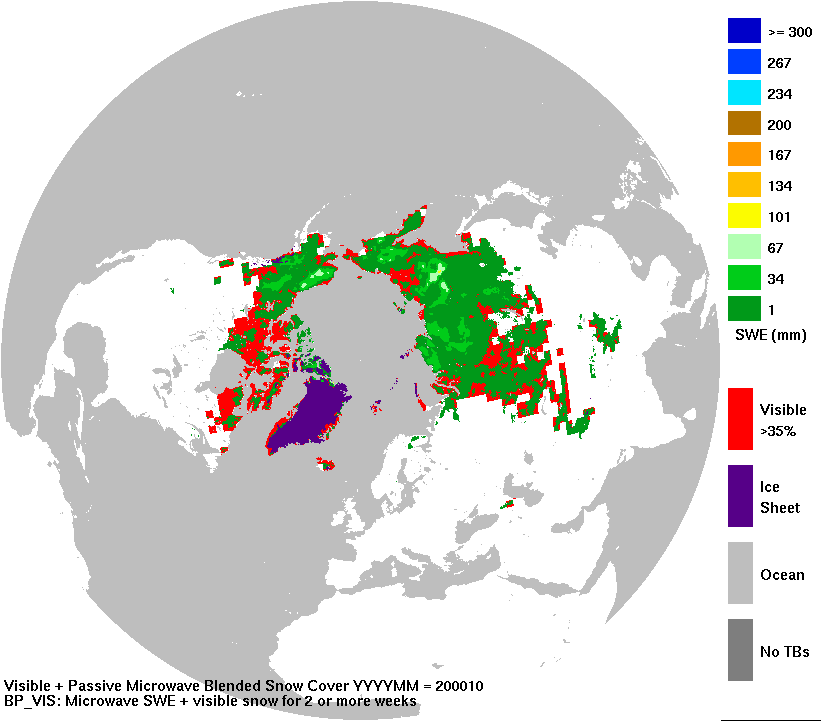 >= 300
267
234
200
167
134
101
67
34
1
SWE (mm)
Visible
>35%
Ice
Sheet
Ocean
No TBs
Visible + Passive Microwave Blended Snow Cover YYYYMM = 200010
BP_VIS: Microwave SWE + visible snow for 2 or more weeks